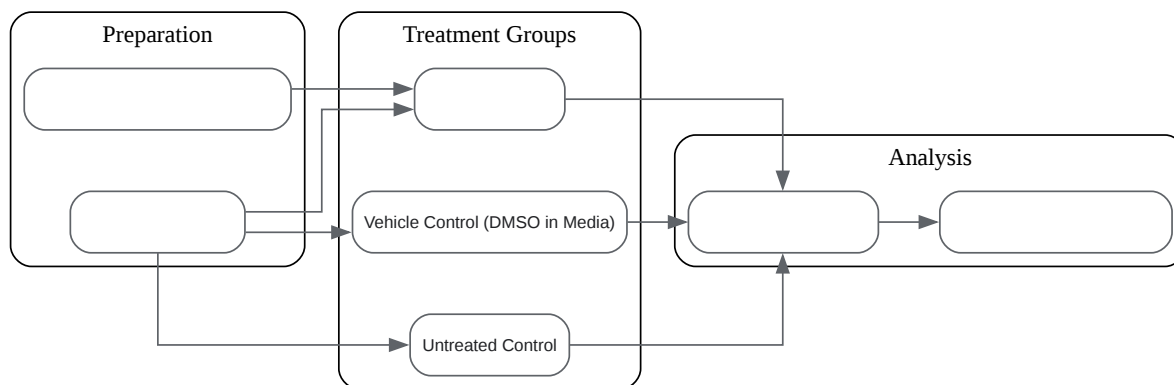 Preparation
Treatment Groups
Analysis
Vehicle Control (DMSO in Media)
Untreated Control